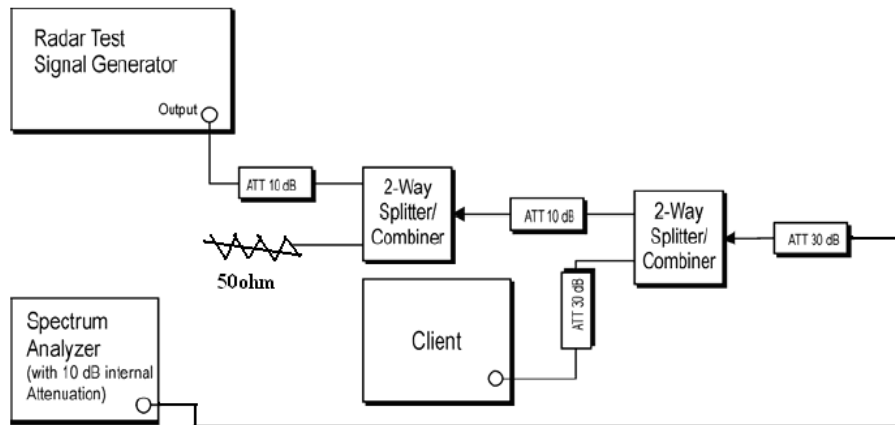 Radar Test
Signal Generator
Output
ATT 10 dB
2-Way
Splitter/
Combiner
ATT 10 dB
2-Way
Splitter/
Combiner
ATT 30 dB
50ohm
ATT 30 dB
Client
Spectrum
Analyzer
(with 10 dB internal
Attenuation)